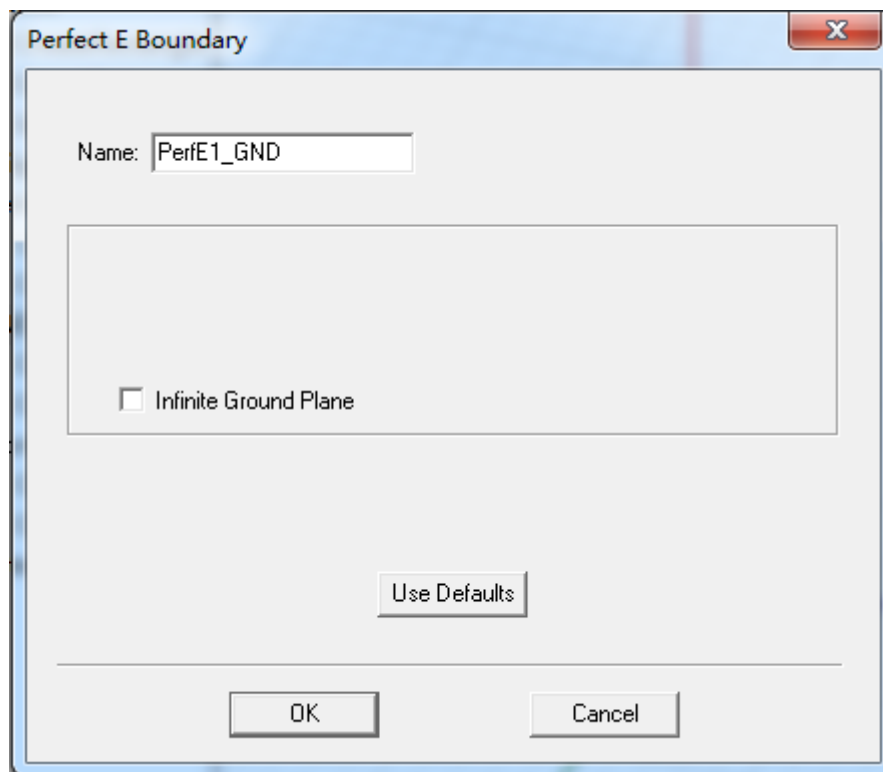 Perfect E Boundary
Name: PerfE1_GND
Infinite Ground Plane
Use Defaults
OK Cancel